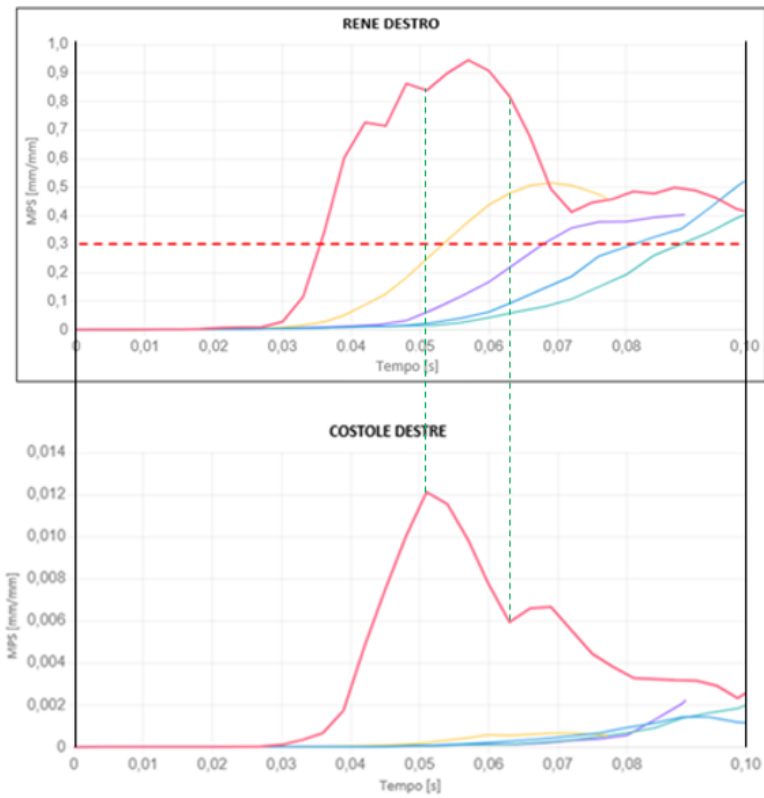 RENE DESTRO
1,0
0,9
0,8
0,7
0,6
0,5
0,4
0,3
0,2
0,1
0
MPS [mm/mm]
0 0,01 0,02 0,03 0.04 0.05 0,06 0,07 0,08 0,10
Tempo [s]
COSTOLE DESTRE
0,014
0,012
0,010
0,008
0,006
0,004
0,002
0
MPS [mm/mm]
0 0,01 0,02 0,03 0,04 0,05 0,06 0,07 0,08 0,10
Tempo [s]